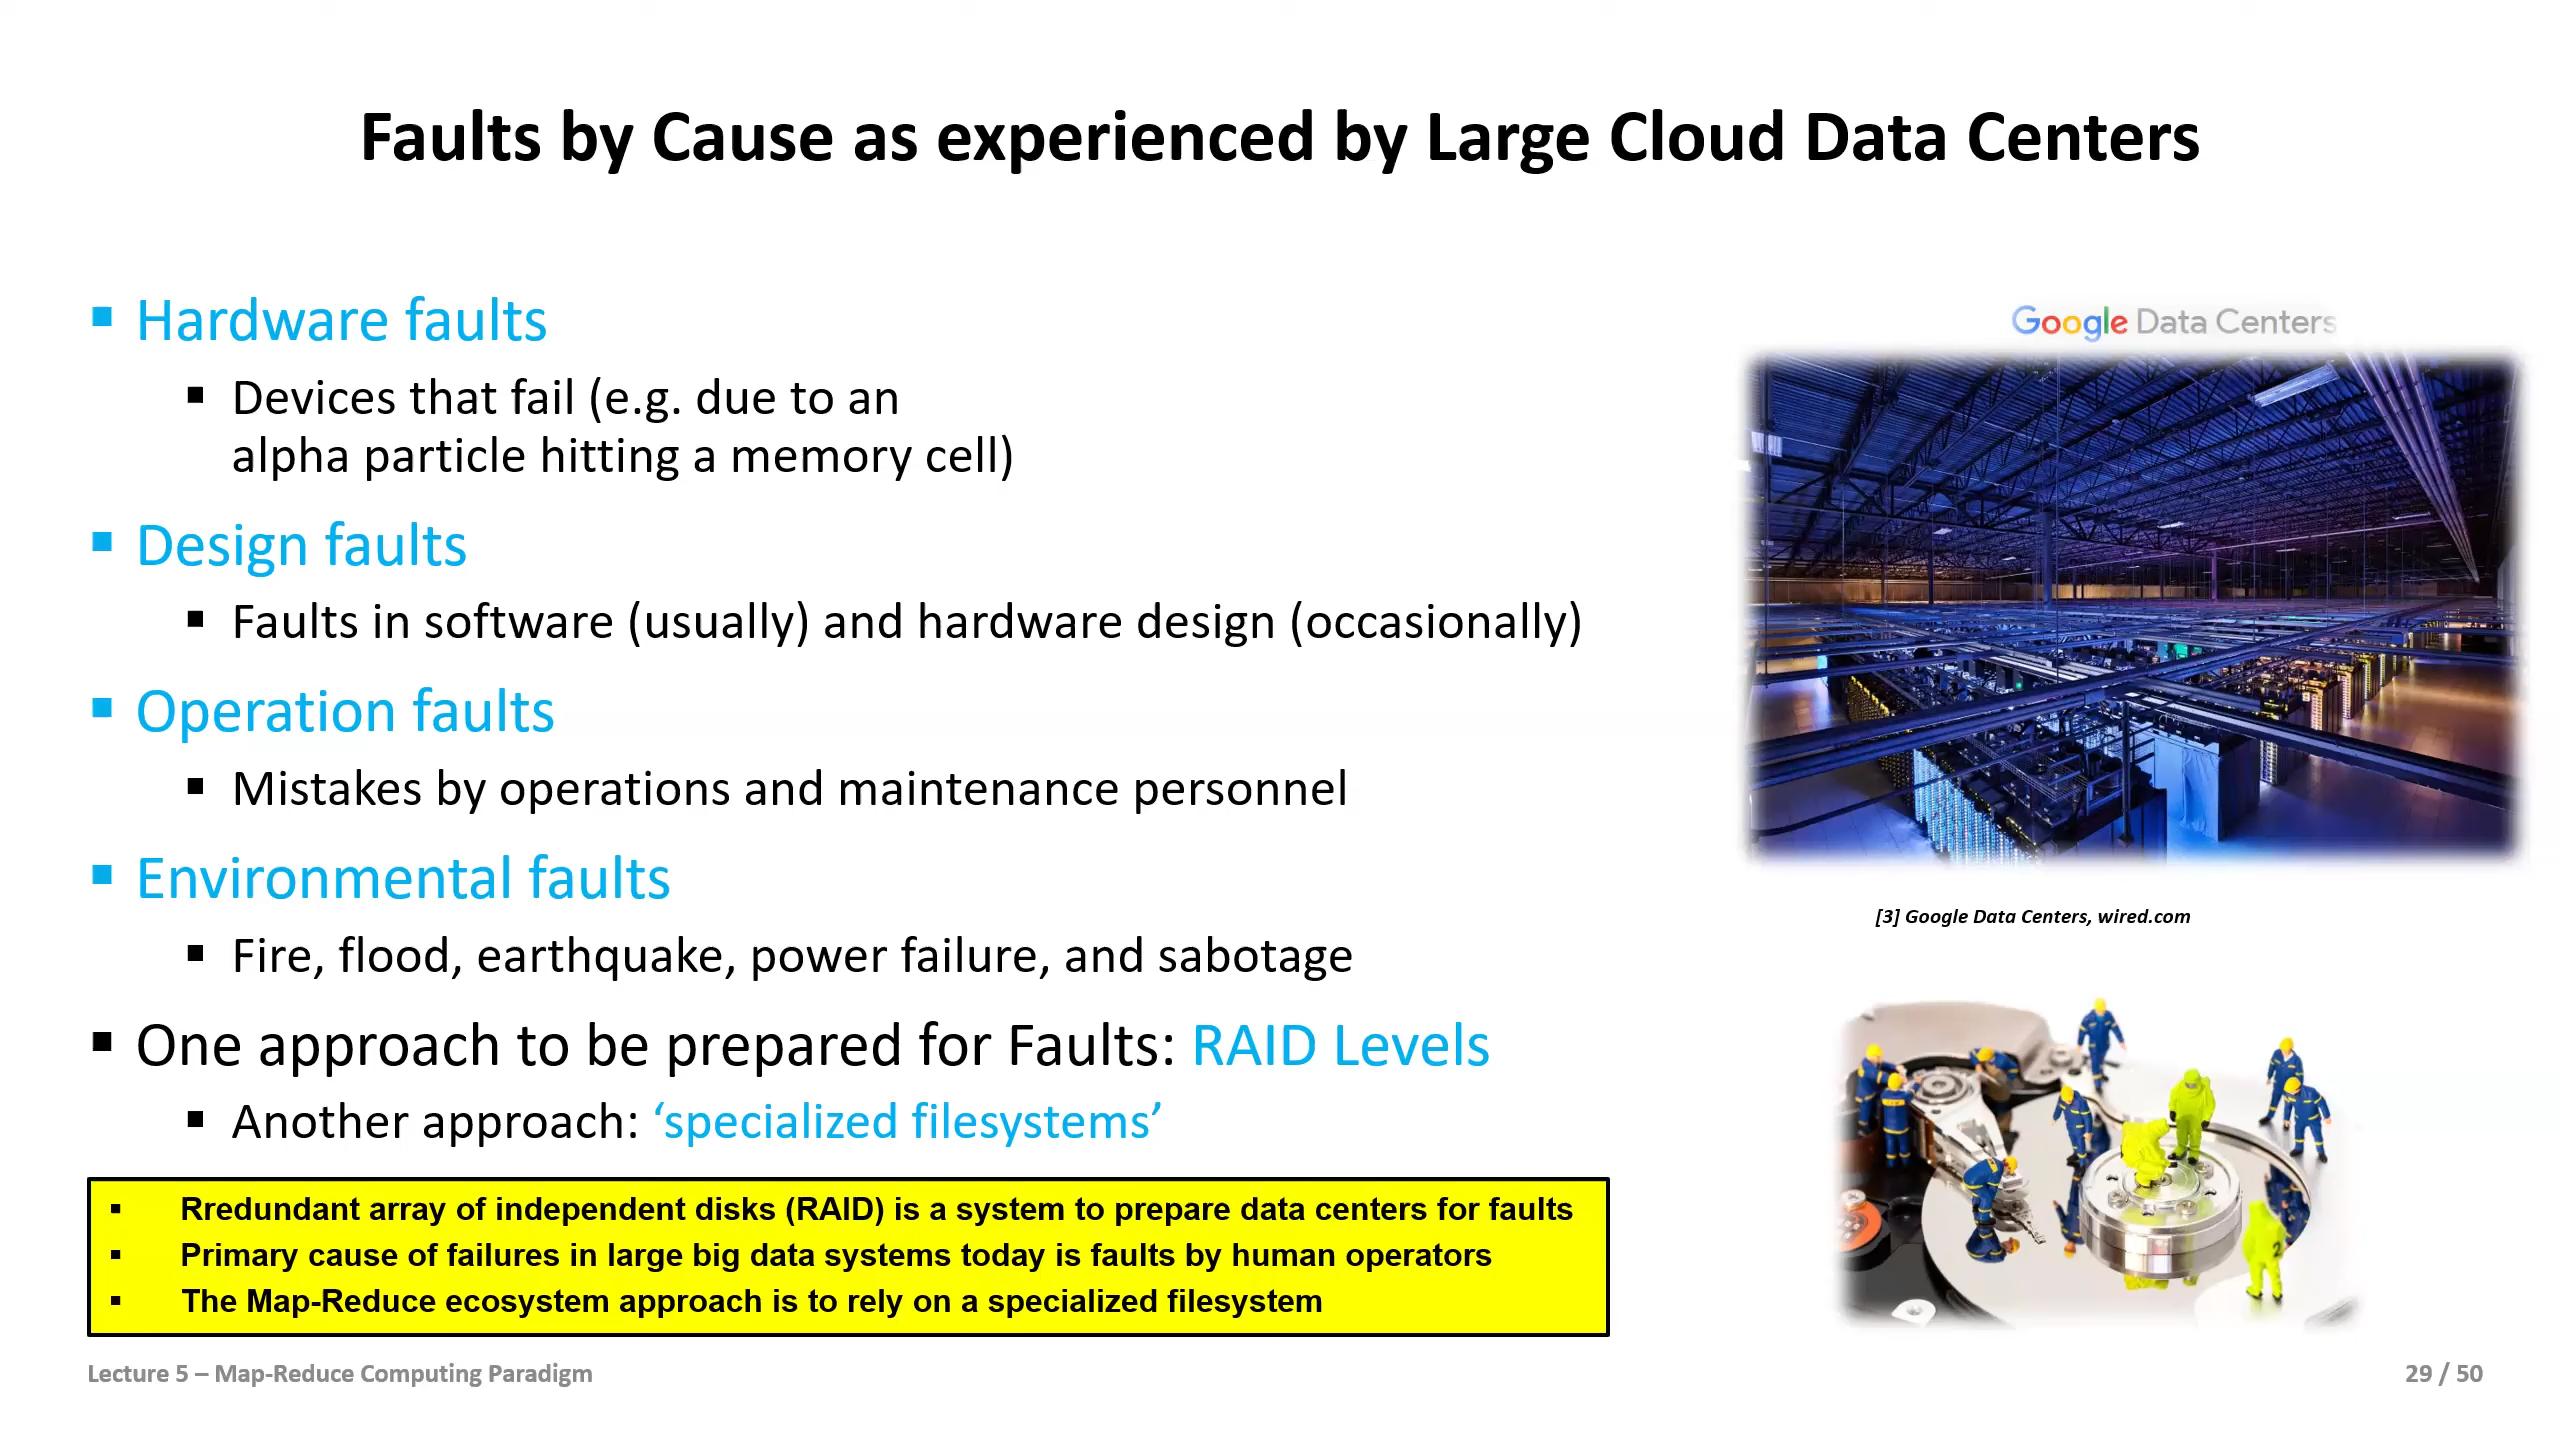 Faults by Cause as experienced by Large Cloud Data Centers
Hardware faults
Devices that fail (e.g. due to an
alpha particle hitting a memory cell)
Design faults
Faults in software (usually) and hardware design (occasionally)
Operation faults
Mistakes by operations and maintenance personnel
Environmental faults
Fire, flood, earthquake, power failure, and sabotage
One approach to be prepared for Faults: RAID Levels
Another approach: ‘specialized filesystems’
Rredundant array of independent disks (RAID) is a system to prepare data centers for faults
Primary cause of failures in large big data systems today is faults by human operators
The Map-Reduce ecosystem approach is to rely on a specialized filesystem
Google Data Centers
[3] Google Data Centers, wired.com
2
Lecture 5 – Map-Reduce Computing Paradigm
29 / 50